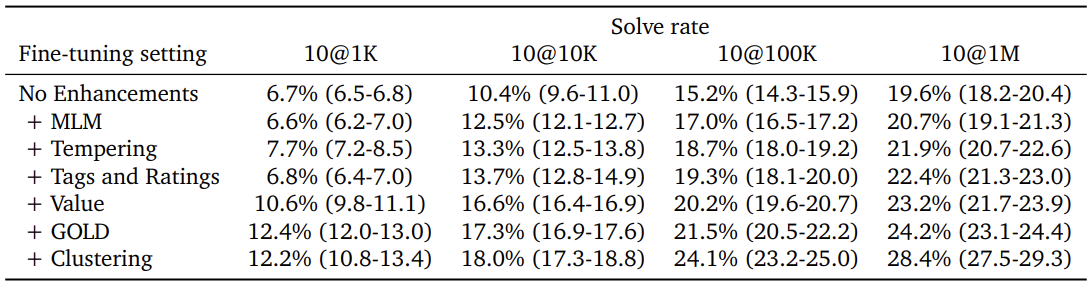 Solve rate
Fine-tuning setting 10@1K 10@10K 10@100K 10@1M
No Enhancements 6.7% (6.5-6.8) 10.4% (9.6-11.0) 15.2% (14.3-15.9) 19.6% (18.2-20.4)
+ MLM 6.6% (6.2-7.0) 12.5% (12.1-12.7) 17.0% (16.5-17.2) 20.7% (19.1-21.3)
+ Tempering 7.7% (7.2-8.5) 13.3% (12.5-13.8) 18.7% (18.0-19.2) 21.9% (20.7-22.6)
+ Tags and Ratings 6.8% (6.4-7.0) 13.7% (12.8-14.9) 19.3% (18.1-20.0) 22.4% (21.3-23.0)
+ Value 10.6% (9.8-11.1) 16.6% (16.4-16.9) 20.2% (19.6-20.7) 23.2% (21.7-23.9)
+ GOLD 12.4% (12.0-13.0) 17.3% (16.9-17.6) 21.5% (20.5-22.2) 24.2% (23.1-24.4)
+ Clustering 12.2% (10.8-13.4) 18.0% (17.3-18.8) 24.1% (23.2-25.0) 28.4% (27.5-29.3)